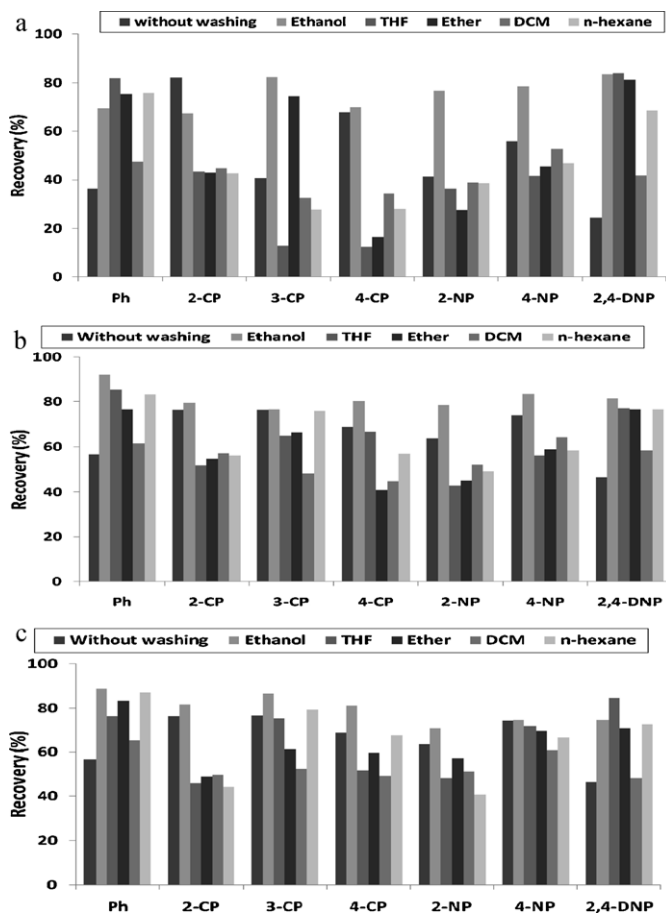 a
without washing Ethanol THF Ether DCM n-hexane
100
80
60
40
20
0
Recovery (%)
Ph 2-CP 3-CP 4-CP 2-NP 4-NP 2,4-DNP
b
Without washing Ethanol THF Ether DCM n-hexane
100
80
60
40
20
0
Recovery (%)
Ph 2-CP 3-CP 4-CP 2-NP 4-NP 2,4-DNP
c
Without washing Ethanol THF Ether DCM n-hexane
100
80
60
40
20
0
Recovery (%)
Ph 2-CP 3-CP 4-CP 2-NP 4-NP 2,4-DNP